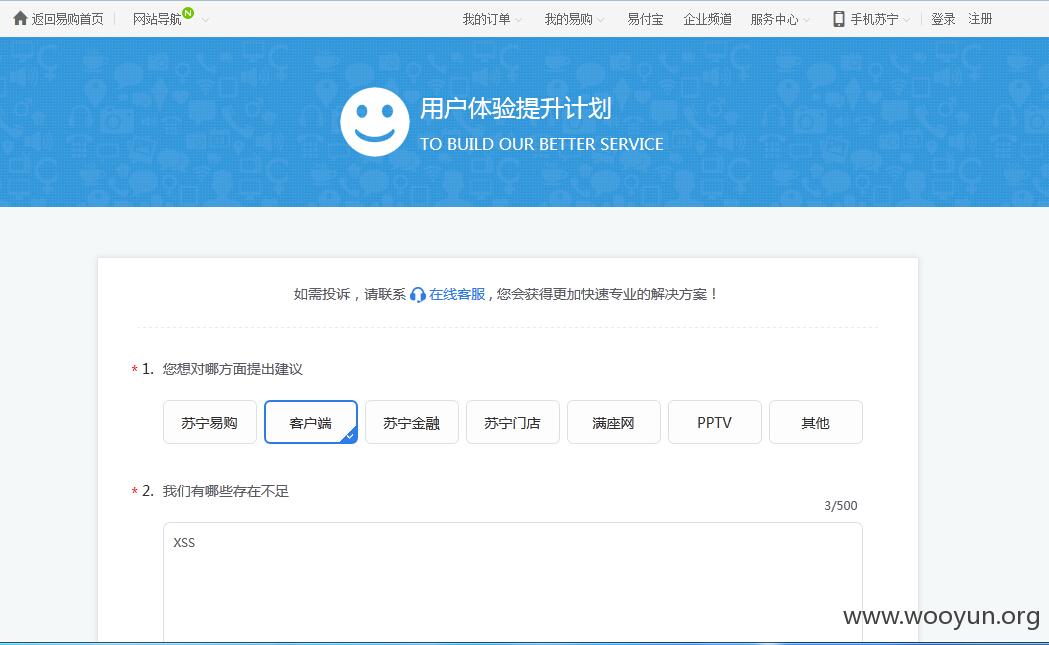 返回易购首页 网站导航 N 我的订单 我的易购 易付宝 企业频道 服务中心 手机苏宁 登录 注册
用户体验提升计划
TO BUILD OUR BETTER SERVICE
如需投诉，请联系 在线客服 , 您会获得更加快速专业的解决方案！
* 1. 您想对哪方面提出建议
苏宁易购 客户端 苏宁金融 苏宁门店 满座网 PPTV 其他
* 2. 我们有哪些存在不足
3/500
XSS
www.wooyun.org